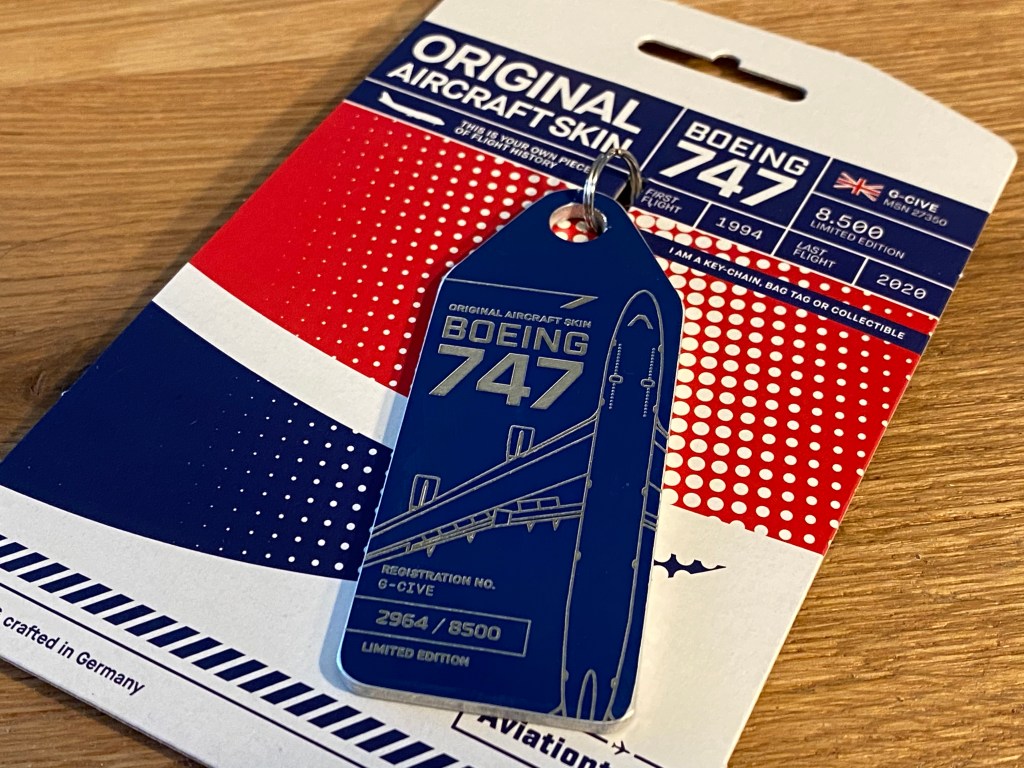 ORIGINAL
AIRCRAFT SKIN
THIS IS YOUR OWN PIECE
OF FLIGHT HISTORY
BOEING
747
G-CIVE
MSN 27350
8.500
LIMITED EDITION
FIRST
FLIGHT
1994
LAST
FLIGHT
2020
I AM A KEY-CHAIN, BAG TAG OR COLLECTIBLE
ORIGINAL AIRCRAFT SKIN
BOEING
747
REGISTRATION NO.
G-CIVE
2964 / 8500
LIMITED EDITION
crafted in Germany
Aviationt